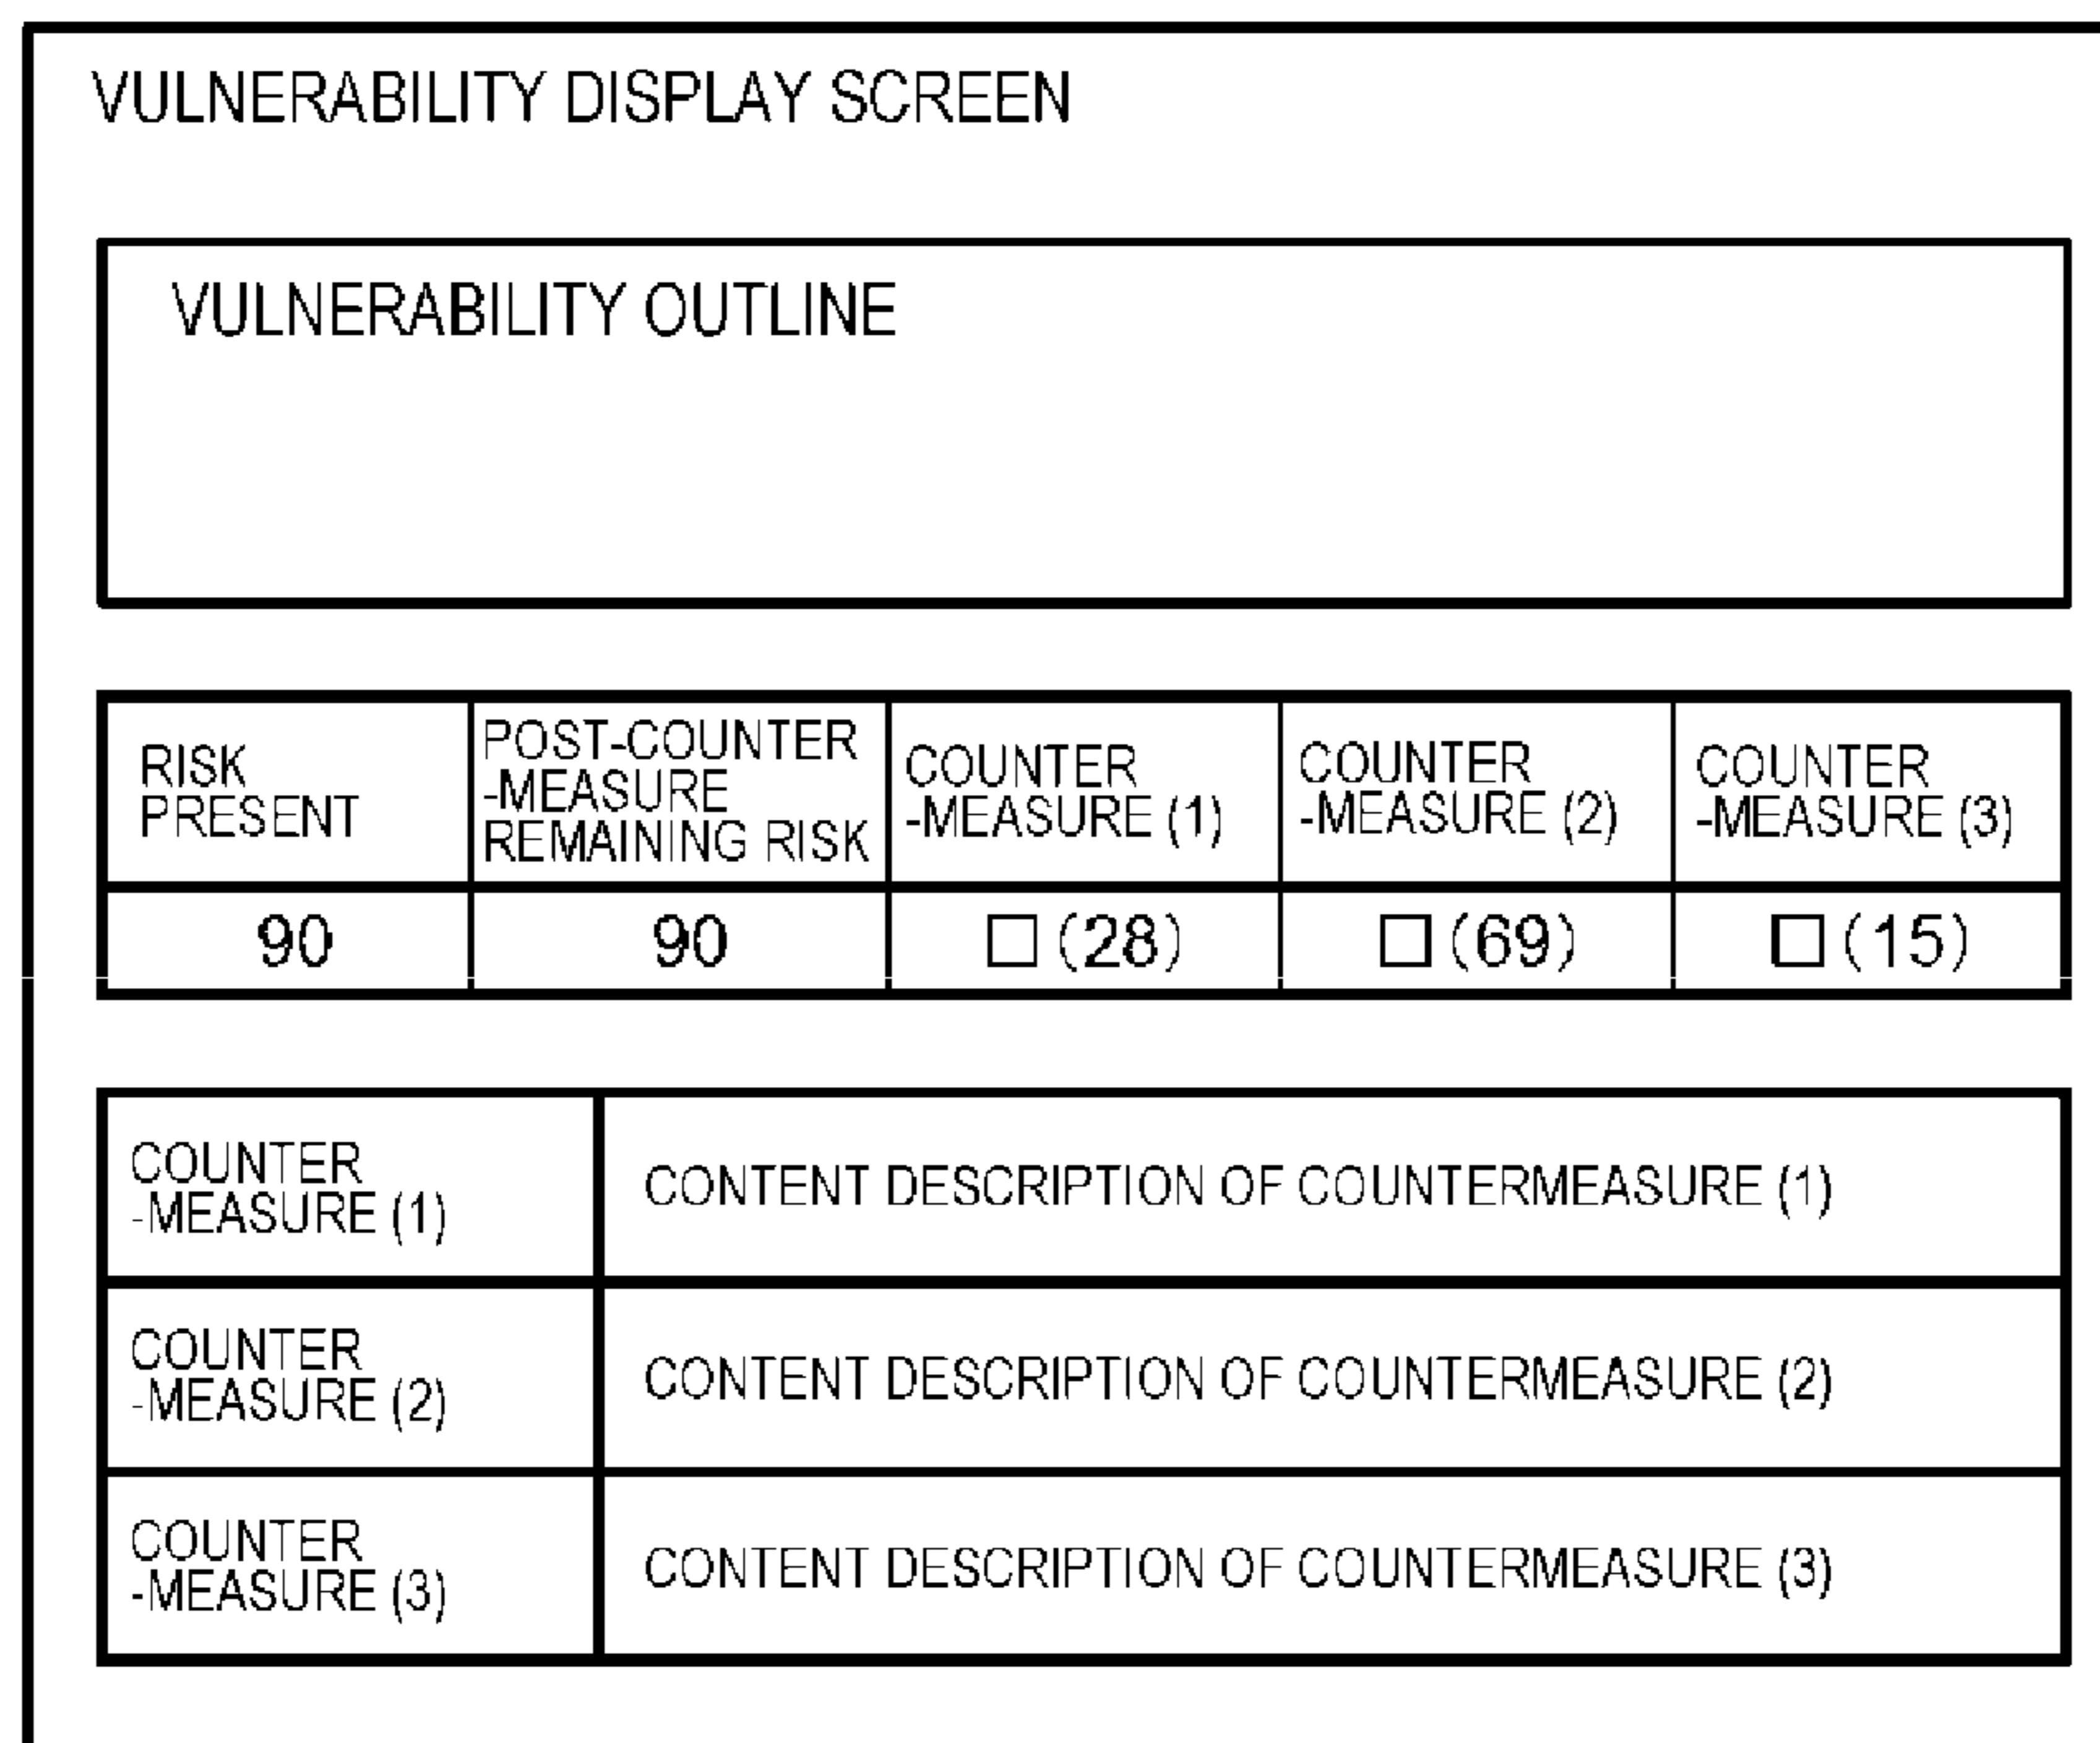 VULNERABILITY DISPLAY SCREEN
VULNERABILITY OUTLINE
RISK
PRESENT
POST-COUNTER
-MEASURE
REMAINING RISK
COUNTER
-MEASURE (1)
COUNTER
-MEASURE (2)
COUNTER
-MEASURE (3)
90
90
□ (28)
□ (69)
□ (15)
COUNTER
-MEASURE (1)
CONTENT DESCRIPTION OF COUNTERMEASURE (1)
COUNTER
-MEASURE (2)
CONTENT DESCRIPTION OF COUNTERMEASURE (2)
COUNTER
-MEASURE (3)
CONTENT DESCRIPTION OF COUNTERMEASURE (3)